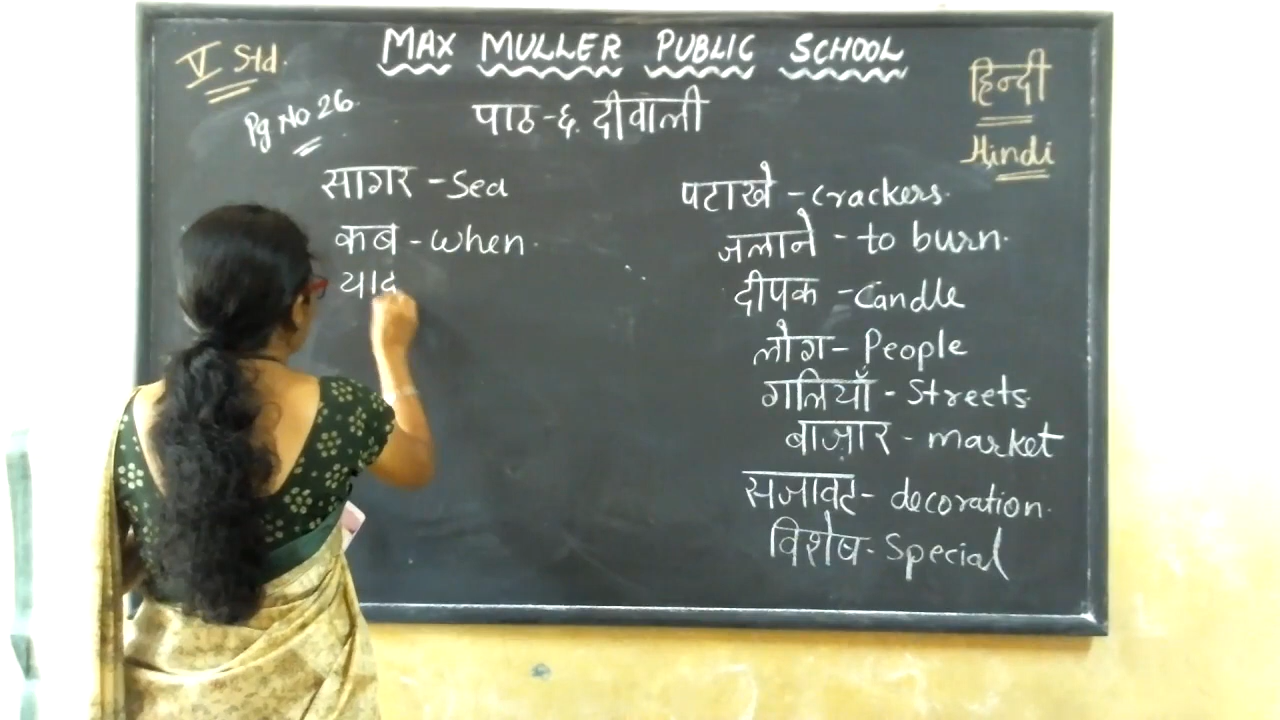 V Std.
MAX MULLER PUBLIC SCHOOL
हिन्दी
Hindi
Pg No 26.
पाठ-६. दीवाली
सागर - Sea
कब - When.
याद
पटाखे - Crackers.
जलाने - to burn.
दीपक - Candle
लोग - People
गलियाँ - Streets.
बाज़ार - market
सजावट - decoration.
विशेष - Special